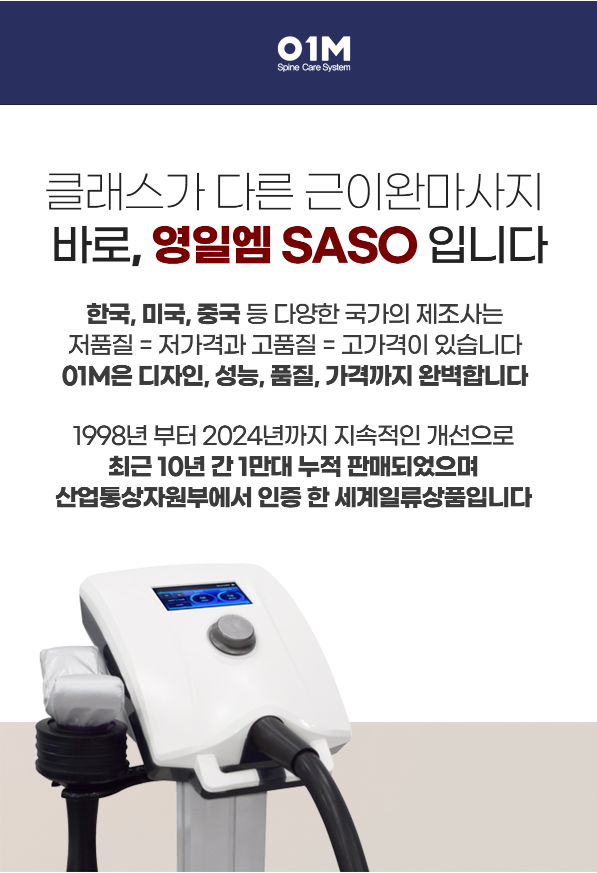 01M
Spine Care System
클래스가 다른 근이완마사지
바로, 영일엠 SASO 입니다
한국, 미국, 중국 등 다양한 국가의 제조사는
저품질 = 저가격과 고품질 = 고가격이 있습니다
01M은 디자인, 성능, 품질, 가격까지 완벽합니다
1998년 부터 2024년까지 지속적인 개선으로
최근 10년 간 1만대 누적 판매되었으며
산업통상자원부에서 인증 한 세계일류상품입니다